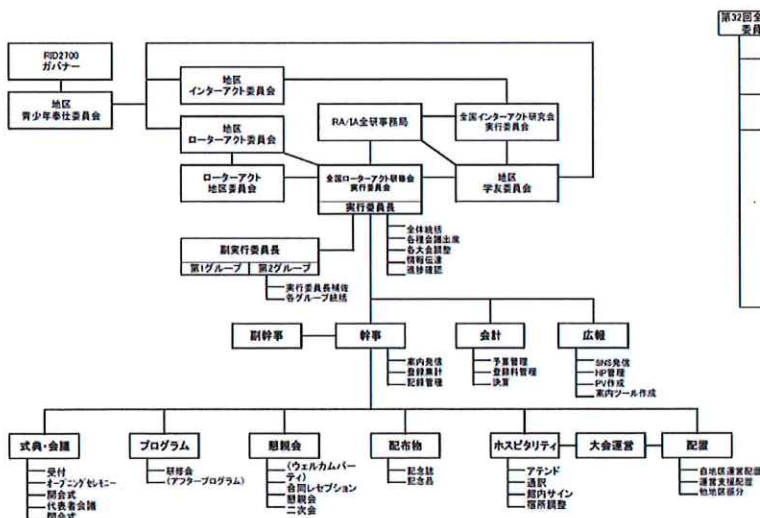 第32回全
委員
RID2700
ガバナー
地区
青少年奉仕委員会
地区
インターアクト委員会
地区
ローターアクト委員会
ローターアクト
地区委員会
RA/IA全研事務局
全国インターアクト研究会
実行委員会
全国ローターアクト研修会
実行委員会
実行委員長
地区
学友委員会
全体統括
各種会議出席
各大会調整
情報伝達
進捗確認
副実行委員長
第1グループ 第2グループ
実行委員長補佐
各グループ統括
副幹事
幹事
会計
広報
案内発信
登録集計
記録管理
予算管理
登録料管理
決算
SNS発信
HP管理
PV作成
案内ツール作成
式典・会議
プログラム
懇親会
配布物
ホスピタリティ
大会運営
配置
受付
オープニングセレモニー
開会式
代表者会議
閉会式
研修会
(アフタープログラム)
(ウェルカムパー
ティ)
合同レセプション
懇親会
二次会
記念誌
記念品
アテンド
通訳
館内サイン
宿所調整
自地区運営配置
運営支援配置
他地区部分